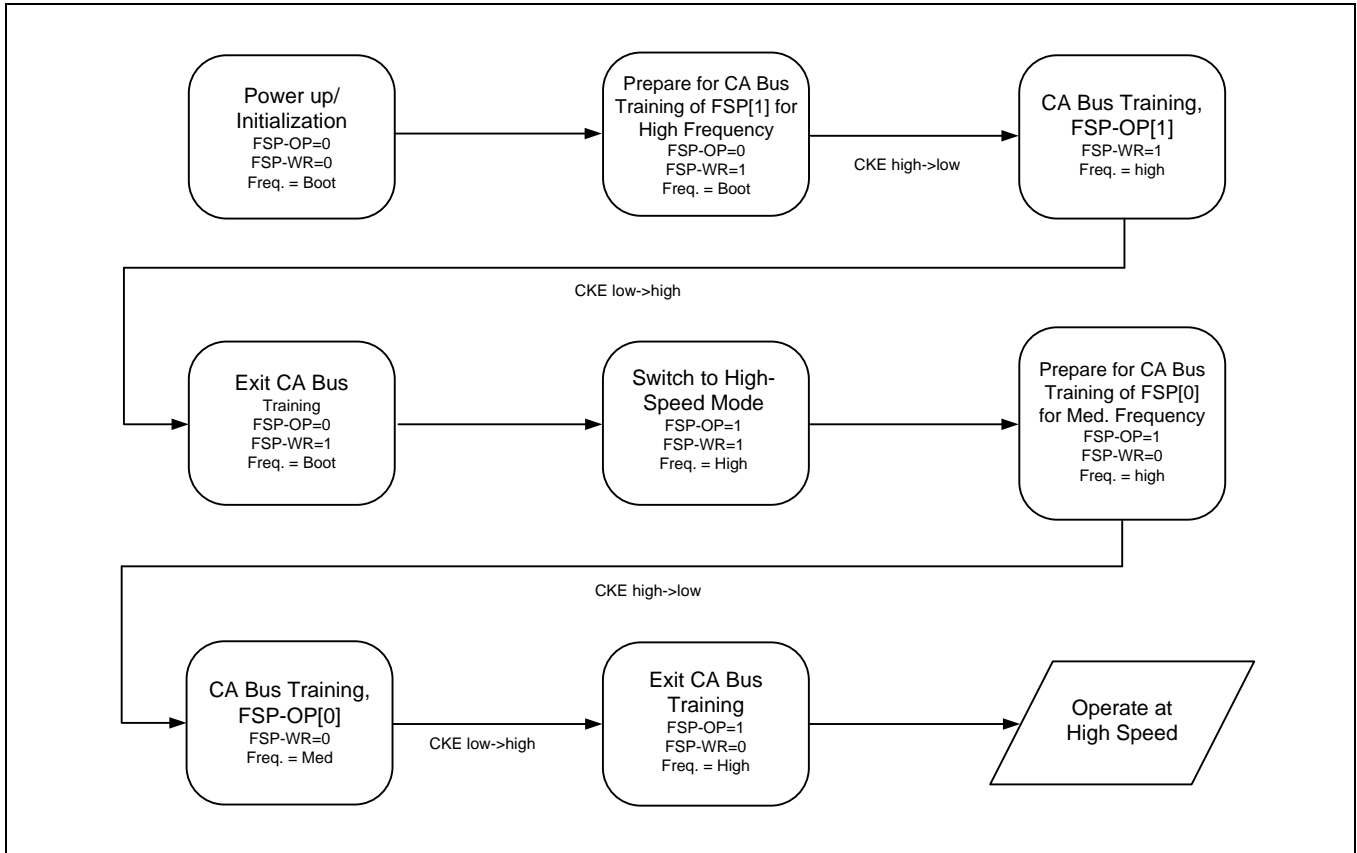 Power up/
Initialization
FSP-OP=0
FSP-WR=0
Freq. = Boot
Prepare for CA Bus
Training of FSP[1] for
High Frequency
FSP-OP=0
FSP-WR=1
Freq. = Boot
CKE high->low
CA Bus Training,
FSP-OP[1]
FSP-WR=1
Freq. = high
CKE low->high
Exit CA Bus
Training
FSP-OP=0
FSP-WR=1
Freq. = Boot
Switch to High-
Speed Mode
FSP-OP=1
FSP-WR=1
Freq. = High
Prepare for CA Bus
Training of FSP[0]
for Med. Frequency
FSP-OP=1
FSP-WR=0
Freq. = high
CKE high->low
CA Bus Training,
FSP-OP[0]
FSP-WR=0
Freq. = Med
CKE low->high
Exit CA Bus
Training
FSP-OP=1
FSP-WR=0
Freq. = High
Operate at
High Speed